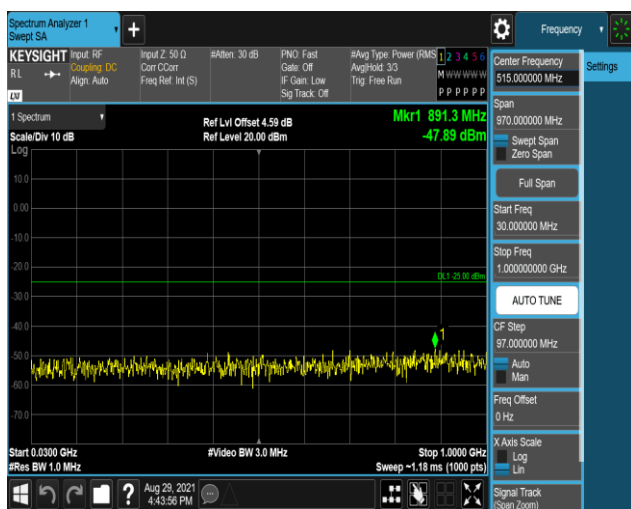 Spectrum Analyzer 1
Swept SA
Frequency
KEYSIGHT
RL
Input: RF
Coupling: DC
Align: Auto
Input Z: 50 Ω
Corr CCorr
Freq Ref: Int (S)
#Atten: 30 dB
PNO: Fast
Gate: Off
IF Gain: Low
Sig Track: Off
#Avg Type: Power (RMS
Avg|Hold: 3/3
Trig: Free Run
1 2 3 4 5 6
M W W W W W
P P P P P P
LXI
1 Spectrum
Scale/Div 10 dB
Log
Ref Lvl Offset 4.59 dB
Ref Level 20.00 dBm
Mkr1 891.3 MHz
-47.89 dBm
10.0
0.00
-10.0
-20.0
DL1 -25.00 dBm
-30.0
-40.0
1
-50.0
-60.0
-70.0
Start 0.0300 GHz
#Res BW 1.0 MHz
#Video BW 3.0 MHz
Stop 1.0000 GHz
Sweep ~1.18 ms (1000 pts)
?
Aug 29, 2021
4:43:56 PM
Center Frequency
515.000000 MHz
Settings
Span
970.000000 MHz
Swept Span
Zero Span
Full Span
Start Freq
30.000000 MHz
Stop Freq
1.000000000 GHz
AUTO TUNE
CF Step
97.000000 MHz
Auto
Man
Freq Offset
0 Hz
X Axis Scale
Log
Lin
Signal Track
(Span Zoom)